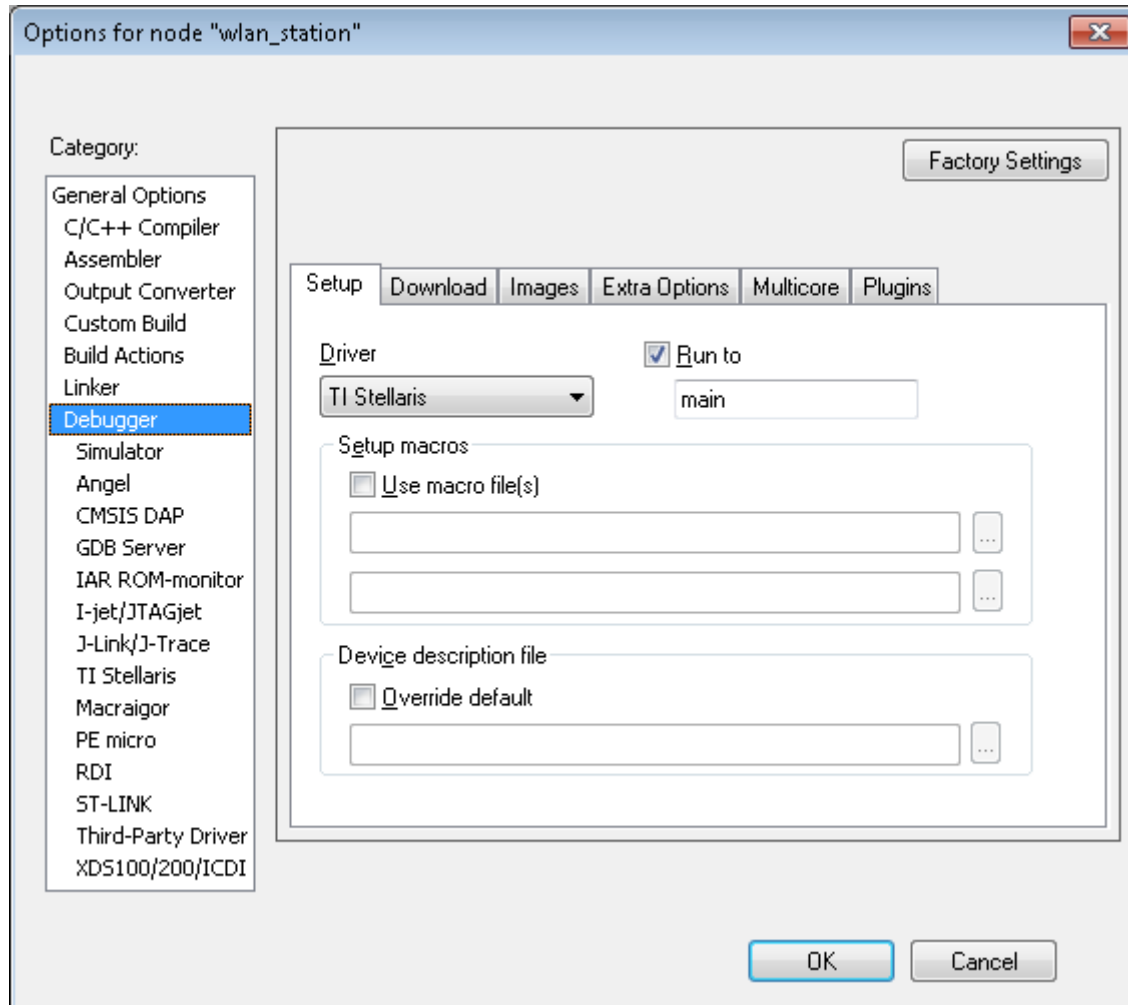 Options for node "wlan_station"
Category:
General Options
C/C++ Compiler
Assembler
Output Converter
Custom Build
Build Actions
Linker
Debugger
Simulator
Angel
CMSIS DAP
GDB Server
IAR ROM-monitor
I-jet/JTAGjet
J-Link/J-Trace
TI Stellaris
Macraigor
PE micro
RDI
ST-LINK
Third-Party Driver
XDS100/200/ICDI
Factory Settings
Setup Download Images Extra Options Multicore Plugins
Driver Run to
TI Stellaris main
Setup macros
Use macro file(s)
...
...
Device description file
Override default
...
OK Cancel